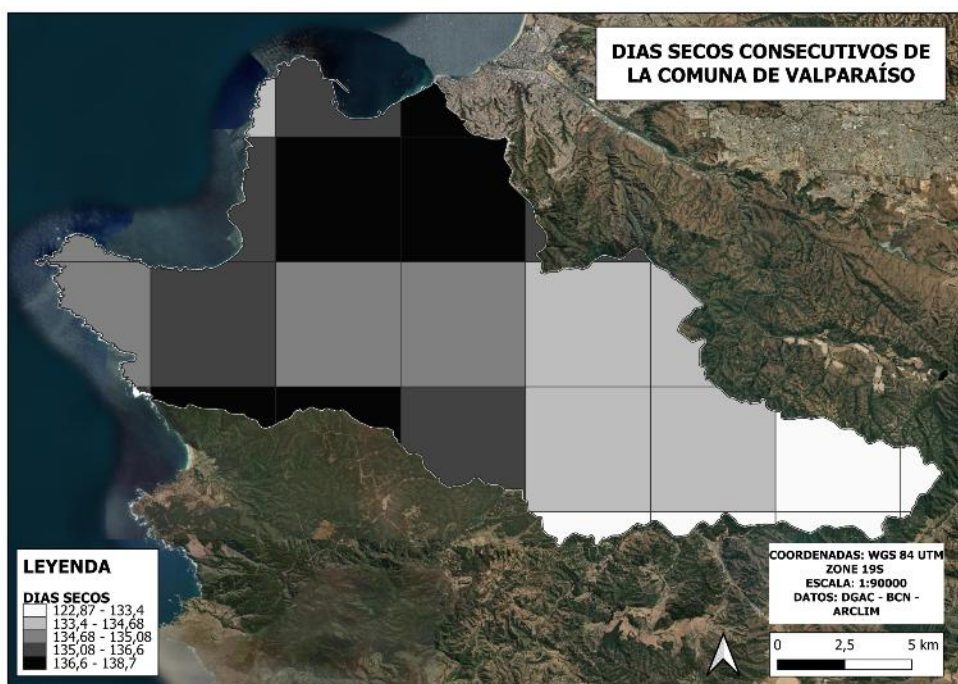 DIAS SECOS CONSECUTIVOS DE
LA COMUNA DE VALPARAÍSO
LEYENDA
DIAS SECOS
122,87 - 133,4
133,4 - 134,68
134,68 - 135,08
135,08 - 136,6
136,6 - 138,7
COORDENADAS: WGS 84 UTM
ZONE 19S
ESCALA: 1:90000
DATOS: DGAC - BCN -
ARCLIM
0 2,5 5 km